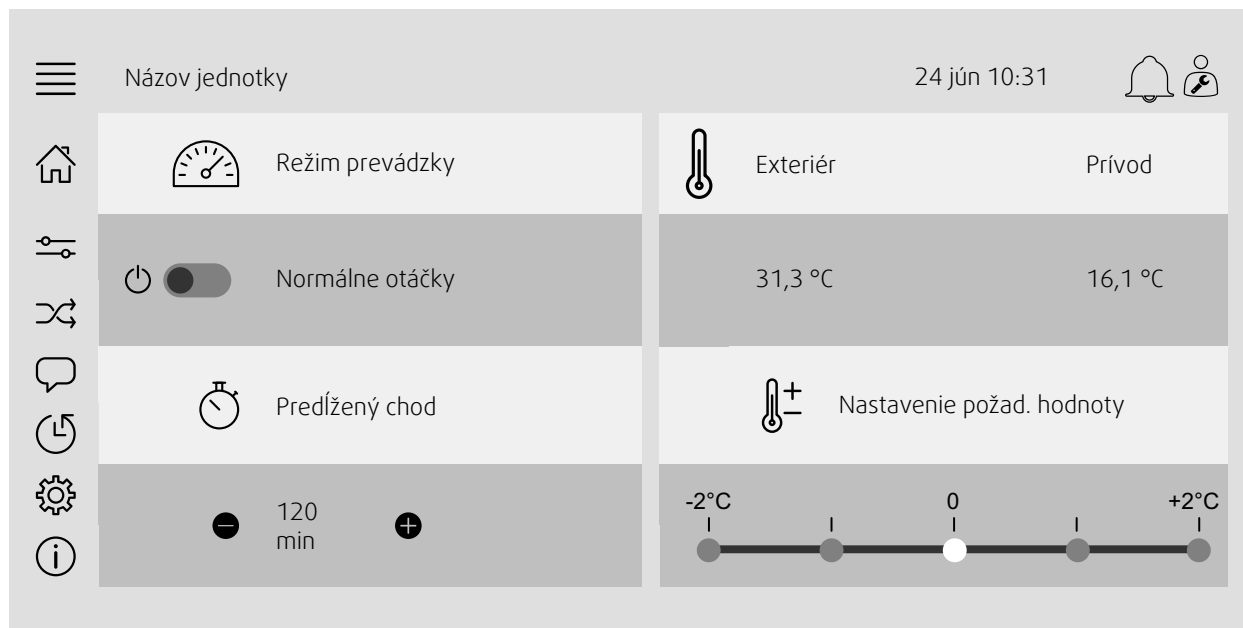 Názov jednotky
24 jún 10:31
Režim prevádzky
Exteriér
Prívod
Normálne otáčky
31,3 °C
16,1 °C
Predĺžený chod
Nastavenie požad. hodnoty
120
min
-2°C
0
+2°C